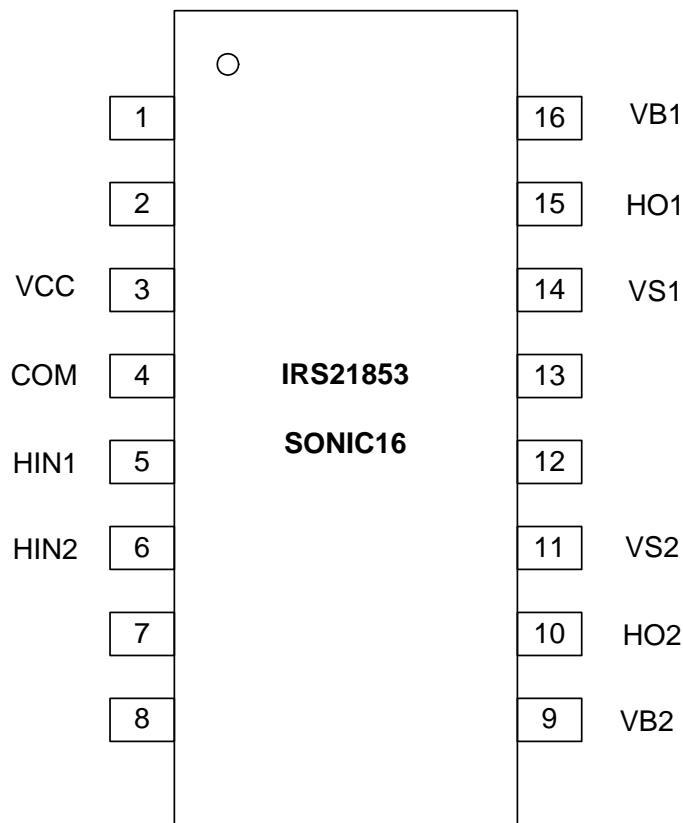 1 16 VB1
2 15 HO1
VCC 3 14 VS1
COM 4 IRS21853 13
SONIC16
HIN1 5 12
HIN2 6 11 VS2
7 10 HO2
8 9 VB2